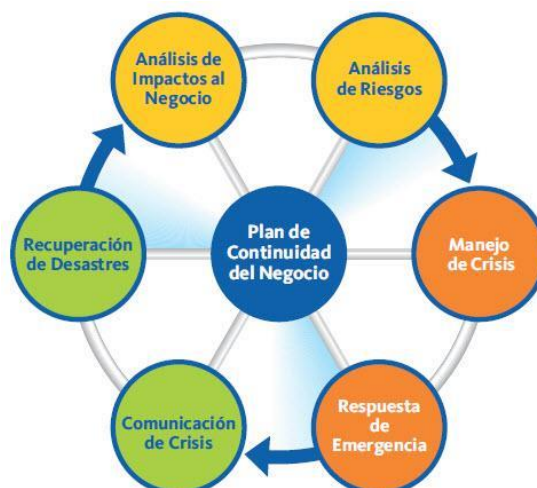 Análisis de
Impactos al
Negocio
Análisis
de Riesgos
Recuperación
de Desastres
Plan de
Continuidad
del Negocio
Manejo
de Crisis
Comunicación
de Crisis
Respuesta
de
Emergencia